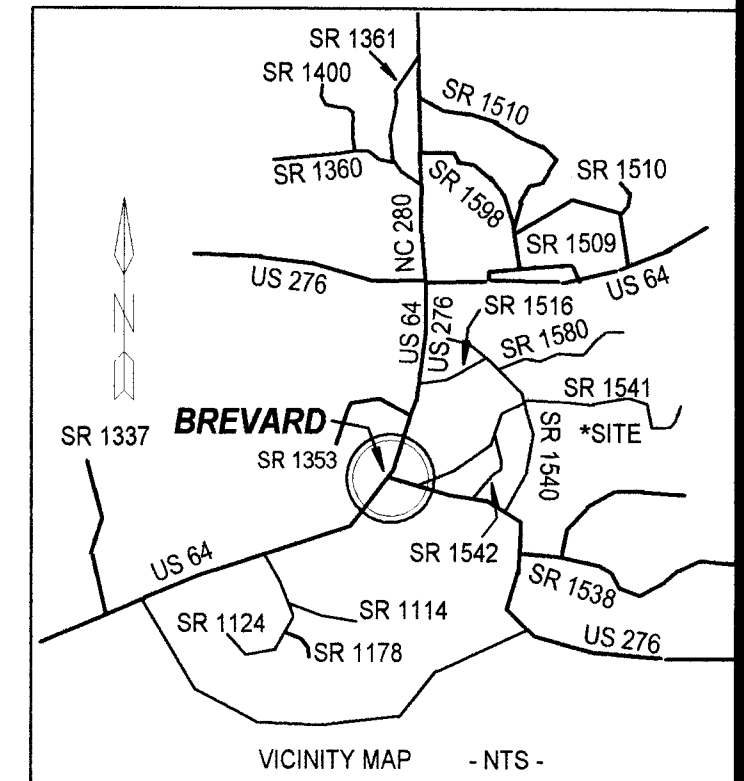 SR 1361
SR 1400
SR 1510
SR 1360
SR 1598
SR 1510
NC 280
SR 1509
US 276
US 64
N
US 64
US 276
SR 1516
SR 1580
SR 1541
BREVARD
SR 1337
*SITE
SR 1353
SR 1540
SR 1542
US 64
SR 1538
SR 1124
SR 1114
US 276
SR 1178
VICINITY MAP - NTS -